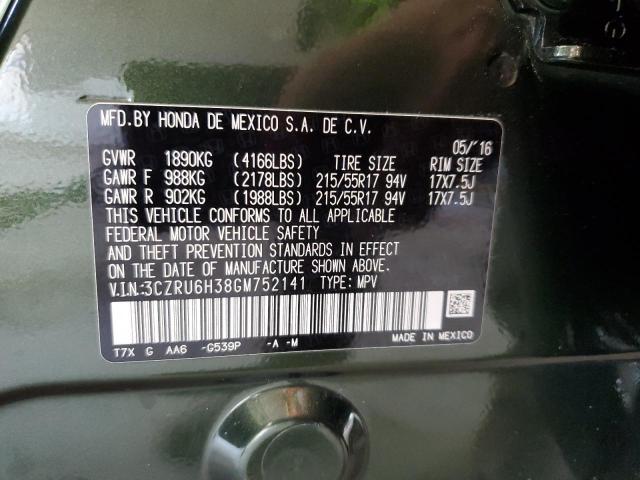 MFD.BY HONDA DE MEXICO S.A. DE C.V.
05/'16
GVWR 1890KG (4166LBS) TIRE SIZE RIM SIZE
GAWR F 988KG (2178LBS) 215/55R17 94V 17X7.5J
GAWR R 902KG (1988LBS) 215/55R17 94V 17X7.5J
THIS VEHICLE CONFORMS TO ALL APPLICABLE
FEDERAL MOTOR VEHICLE SAFETY
AND THEFT PREVENTION STANDARDS IN EFFECT
ON THE DATE OF MANUFACTURE SHOWN ABOVE.
V.I.N:3CZRU6H38GM752141 TYPE: MPV
MADE IN MEXICO
T7X G AA6 -G539P -A -M